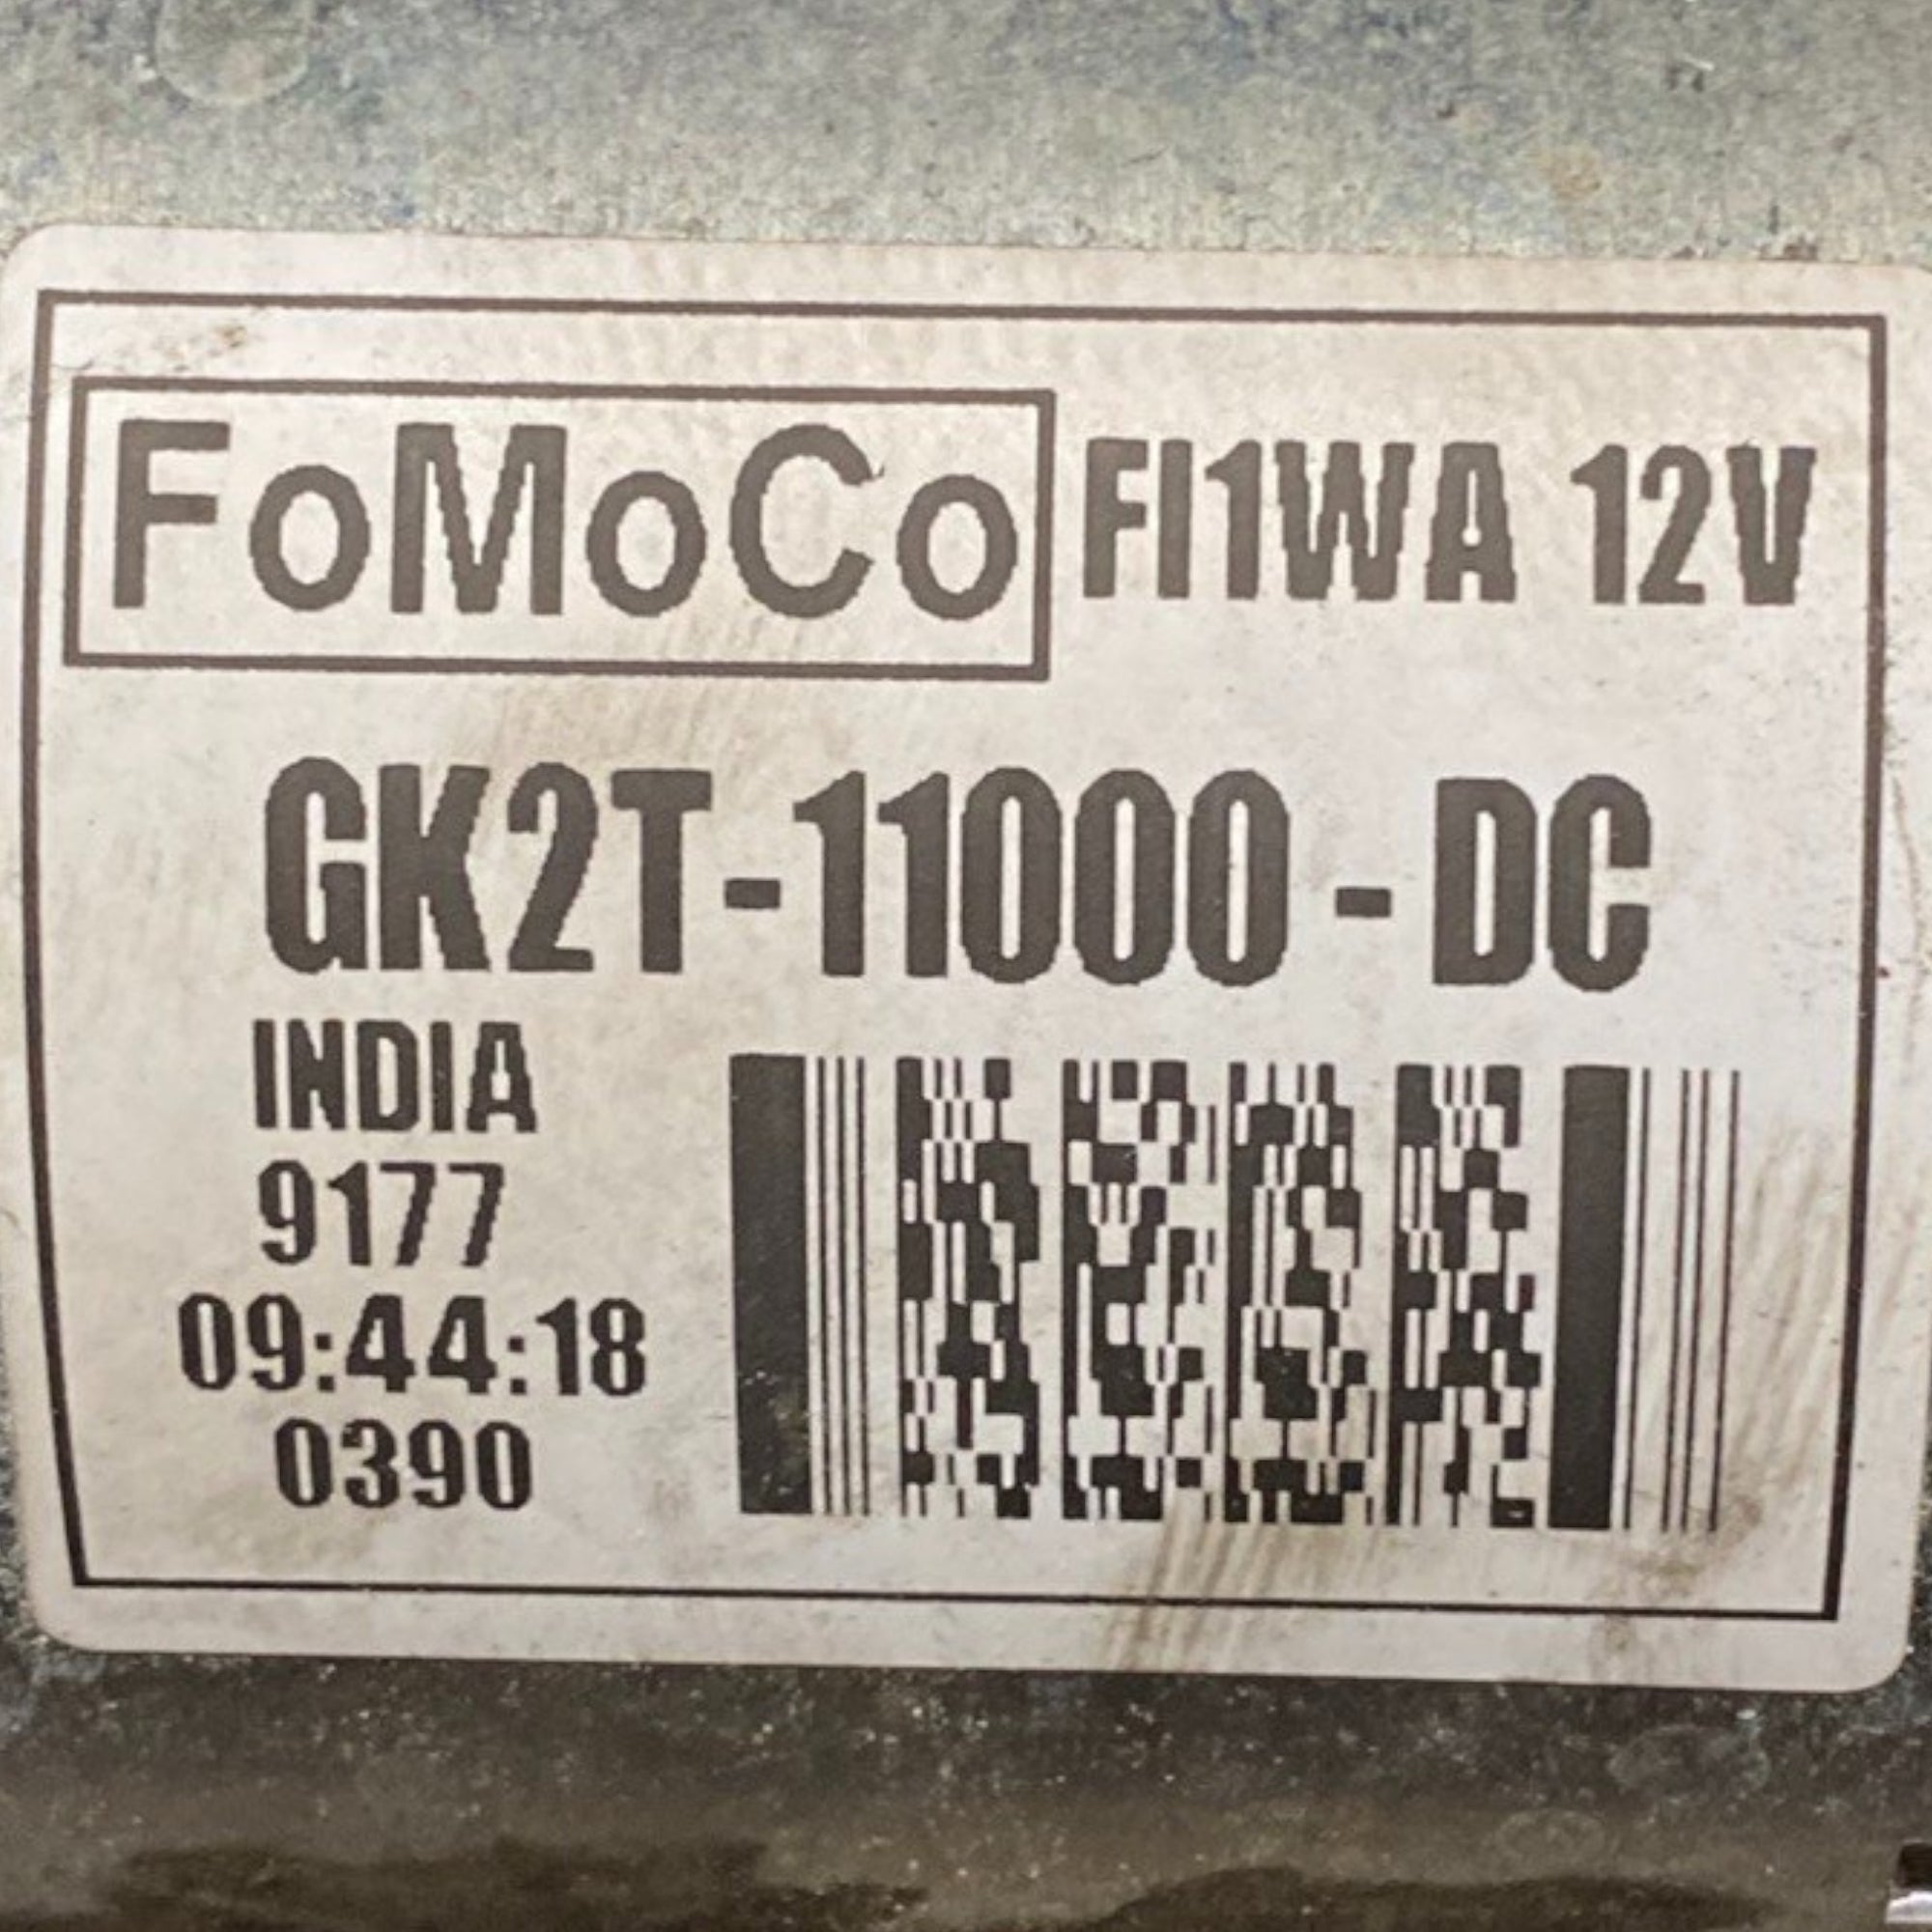 FoMoCo FI1WA 12V
GK2T-11000-DC
INDIA
9177
09:44:18
0390